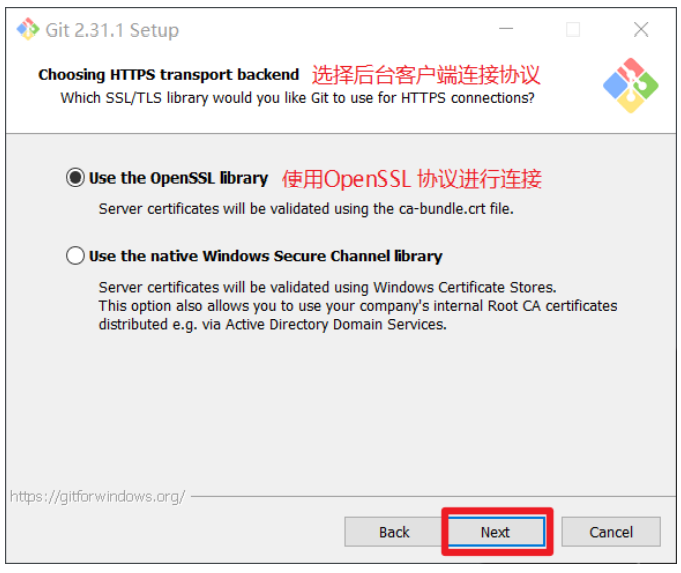 Git 2.31.1 Setup
Choosing HTTPS transport backend 选择后台客户端连接协议
Which SSL/TLS library would you like Git to use for HTTPS connections?
Use the OpenSSL library 使用OpenSSL 协议进行连接
Server certificates will be validated using the ca-bundle.crt file.
Use the native Windows Secure Channel library
Server certificates will be validated using Windows Certificate Stores.
This option also allows you to use your company's internal Root CA certificates
distributed e.g. via Active Directory Domain Services.
https://gitforwindows.org/
Back Next Cancel